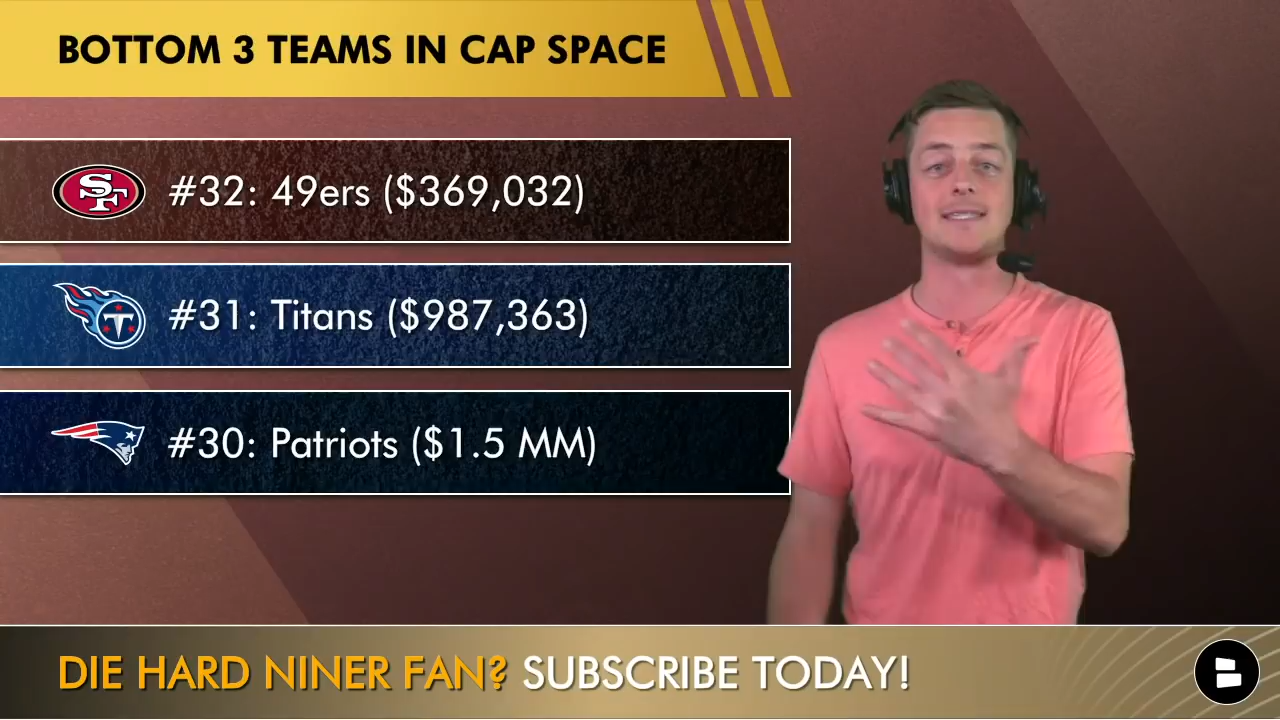 BOTTOM 3 TEAMS IN CAP SPACE
SF #32: 49ers ($369,032)
T #31: Titans ($987,363)
#30: Patriots ($1.5 MM)
DIE HARD NINER FAN? SUBSCRIBE TODAY!